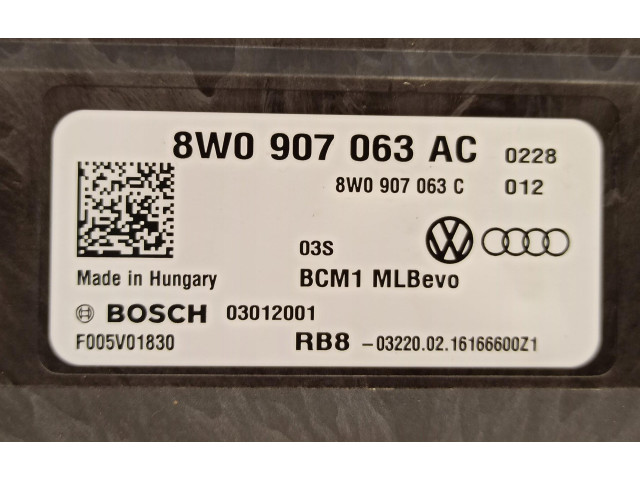 8W0 907 063 AC 0228
8W0 907 063 C 012
03S
Made in Hungary BCM1 MLBevo
BOSCH 03012001
F005V01830 RB8 -03220.02.16166600Z1